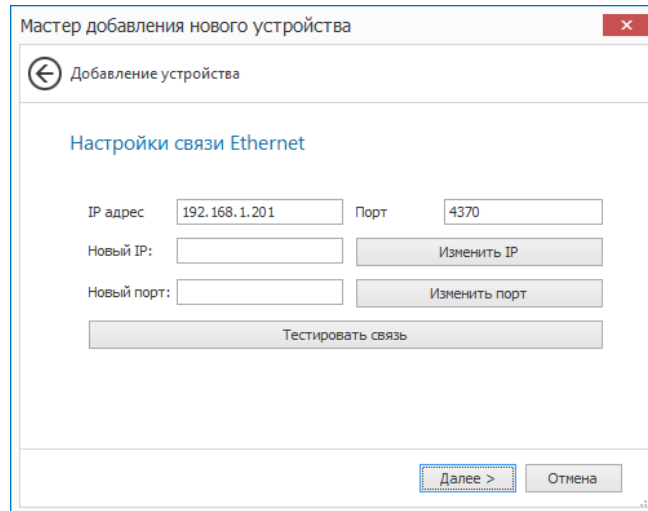 Мастер добавления нового устройства
Добавление устройства
Настройки связи Ethernet
IP адрес 192.168.1.201 Порт 4370
Новый IP: Изменить IP
Новый порт: Изменить порт
Тестировать связь
Далее > Отмена